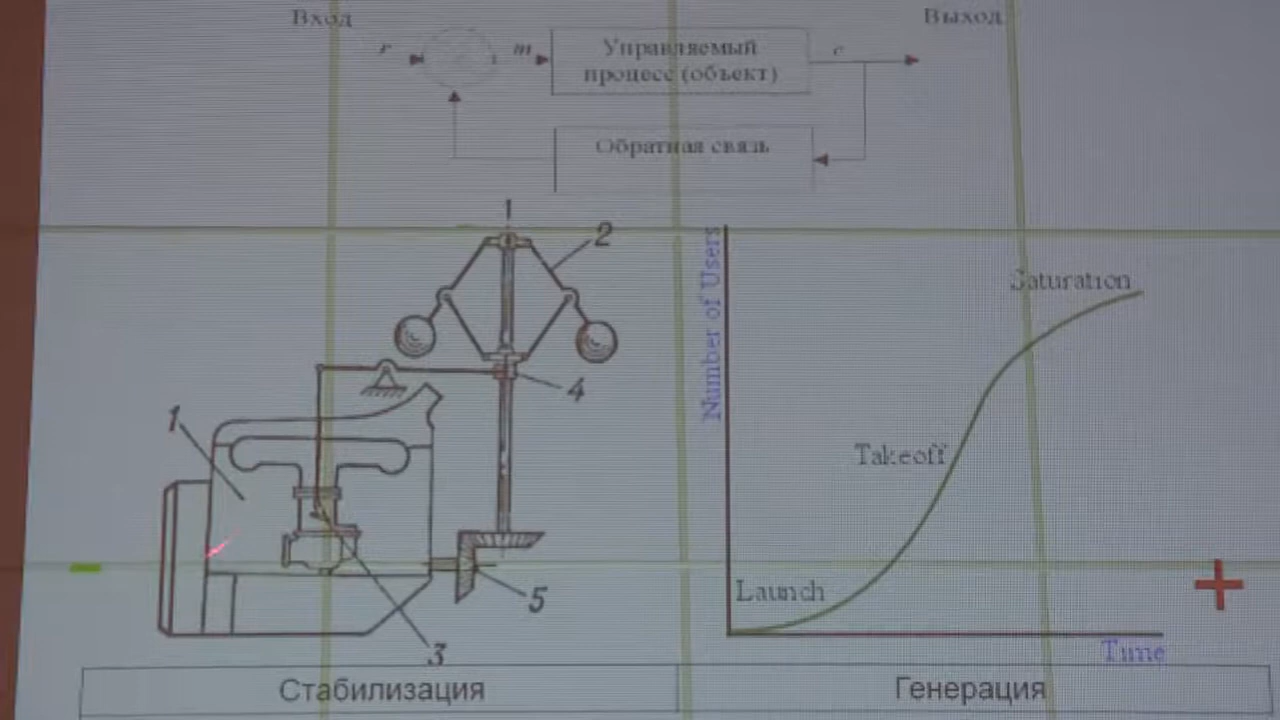 Вход
Выход
r
m
Управляемый
процесс (объект)
c
Обратная связь
1
2
4
1
5
3
Number of Users
Saturation
Takeoff
Launch
Time
Стабилизация
Генерация